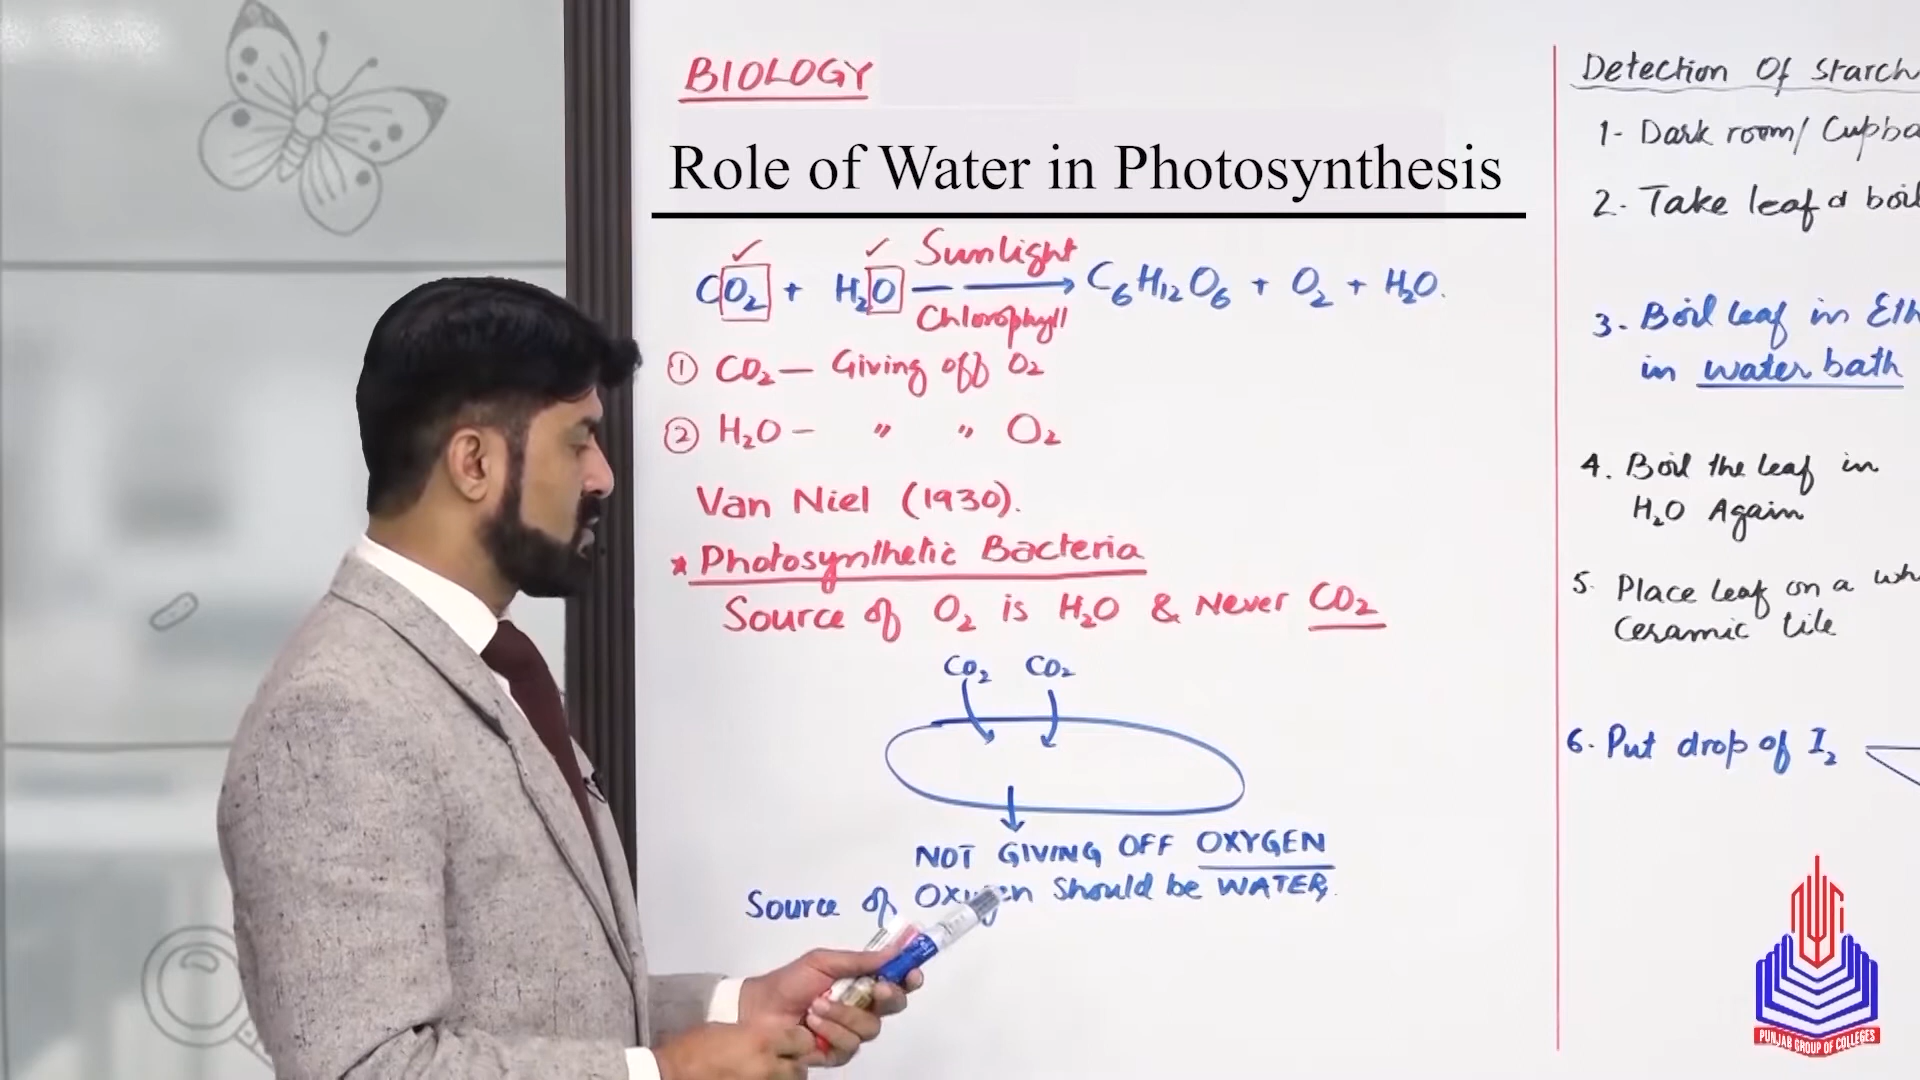 BIOLOGY
Role of Water in Photosynthesis
CO2 + H2O Sunlight Chlorophyll C6H12O6 + O2 + H2O.
① CO2 — Giving off O2
② H2O – " " O2
Van Niel (1930).
* Photosynthetic Bacteria
Source of O2 is H2O & Never CO2
CO2 CO2
NOT GIVING OFF OXYGEN
Source of Oxygen Should be WATER.
Detection Of Starch
1- Dark room/ Cupbo
2- Take leaf & boil
3- Boil leaf in Eth
in water bath
4. Boil the leaf in
H2O Again
5. Place leaf on a wh
ceramic tile
6. Put drop of I2
PUNJAB GROUP OF COLLEGES